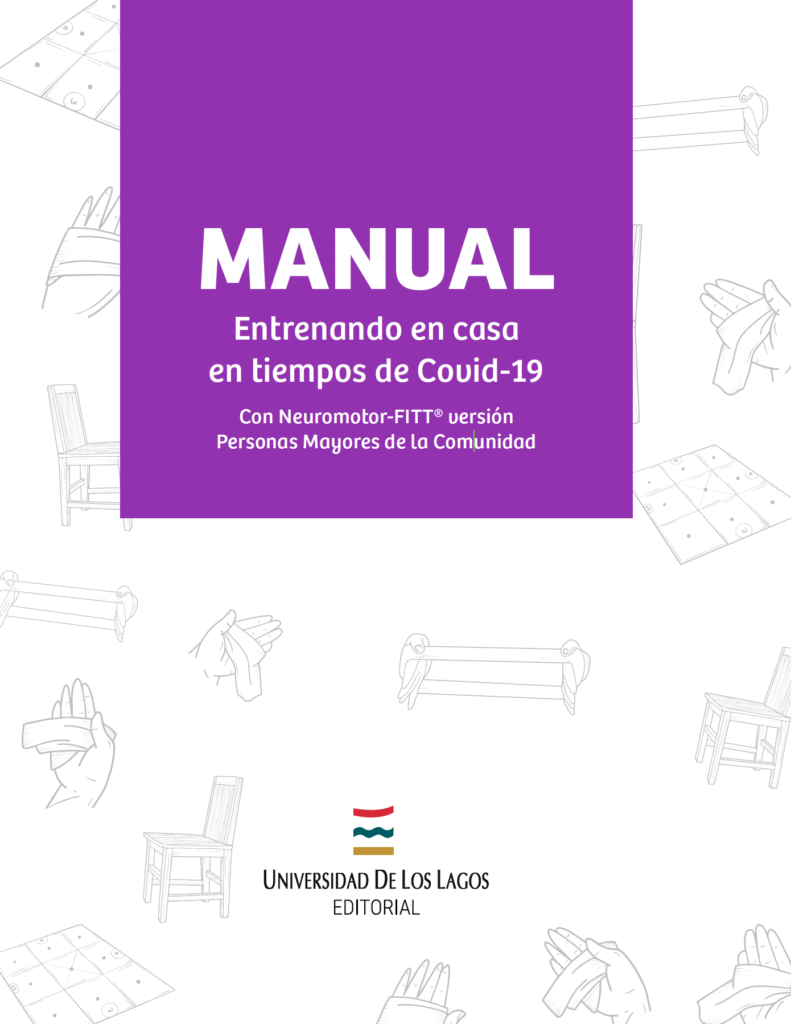 MANUAL
Entrenando en casa
en tiempos de Covid-19
Con Neuromotor-FITT® versión
Personas Mayores de la Comunidad
UNIVERSIDAD DE LOS LAGOS
EDITORIAL